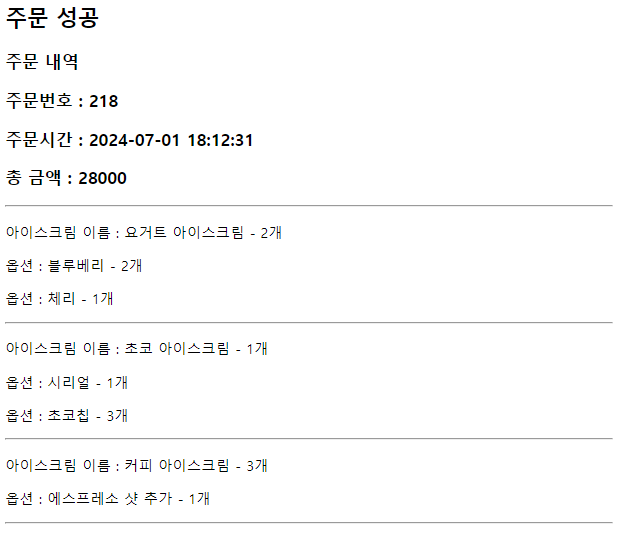 주문 성공
주문 내역
주문번호 : 218
주문시간 : 2024-07-01 18:12:31
총 금액 : 28000
아이스크림 이름 : 요거트 아이스크림 - 2개
옵션 : 블루베리 - 2개
옵션 : 체리 - 1개
아이스크림 이름 : 초코 아이스크림 - 1개
옵션 : 시리얼 - 1개
옵션 : 초코칩 - 3개
아이스크림 이름 : 커피 아이스크림 - 3개
옵션 : 에스프레소 샷 추가 - 1개